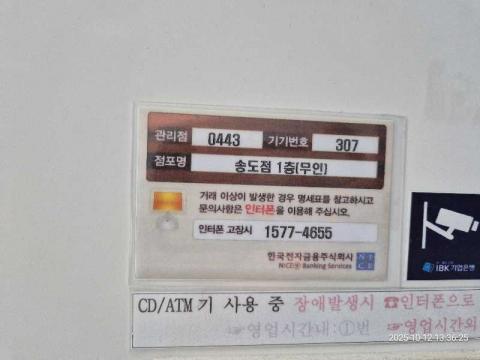 관리점 0443 기기번호 307
점포명 송도점 1층(무인)
거래 이상이 발생한 경우 명세표를 참고하시고
문의사항은 인터폰을 이용해 주십시오.
인터폰 고장시 1577-4655
한국전자금융주식회사
NICE Banking Services
NICE
IBK기업은행
CD/ATM기 사용 중 장애발생시 ☎인터폰으로
☞영업시간내:①번 ☞영업시간외
2025-10-12 13:36:25